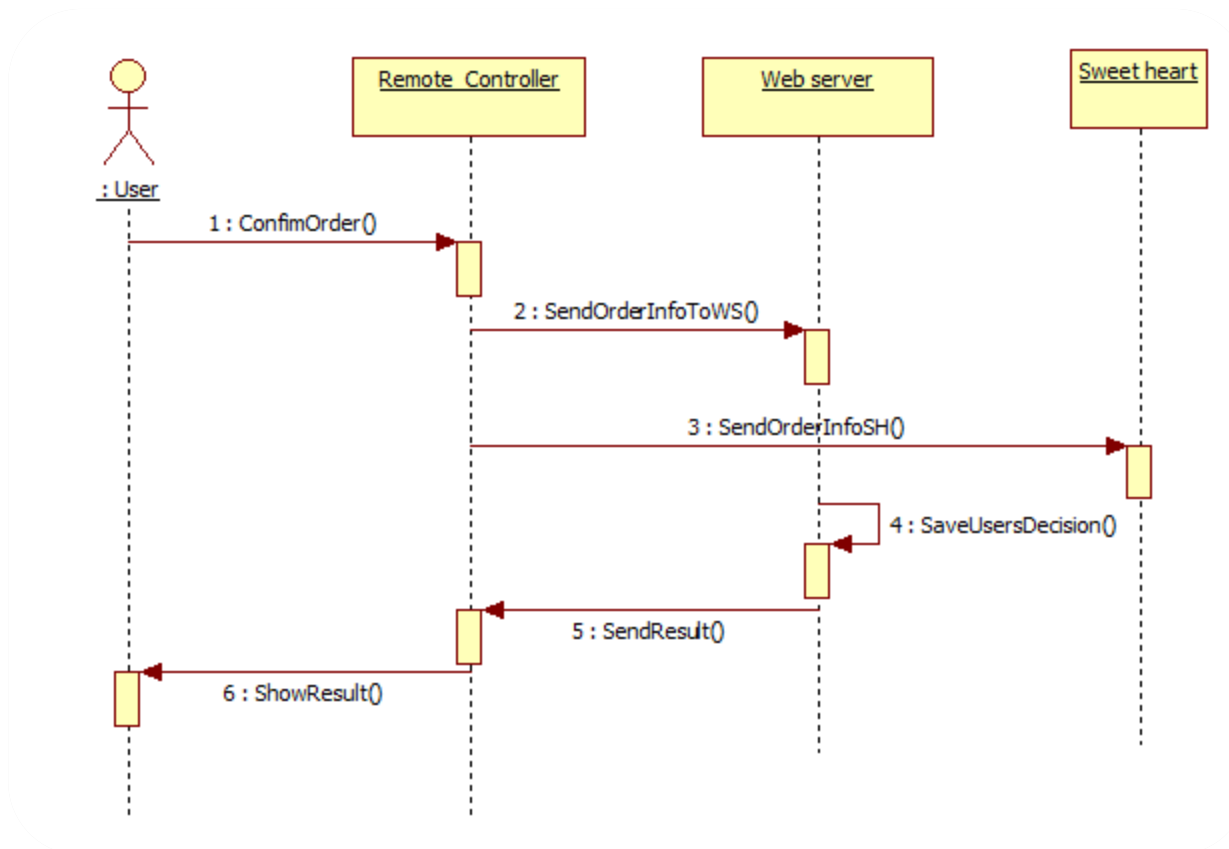 Remote_Controller
Web server
Sweet heart
: User
1 : ConfimOrder()
2 : SendOrderInfoToWS()
3 : SendOrderInfoSH()
4 : SaveUsersDecision()
5 : SendResult()
6 : ShowResult()